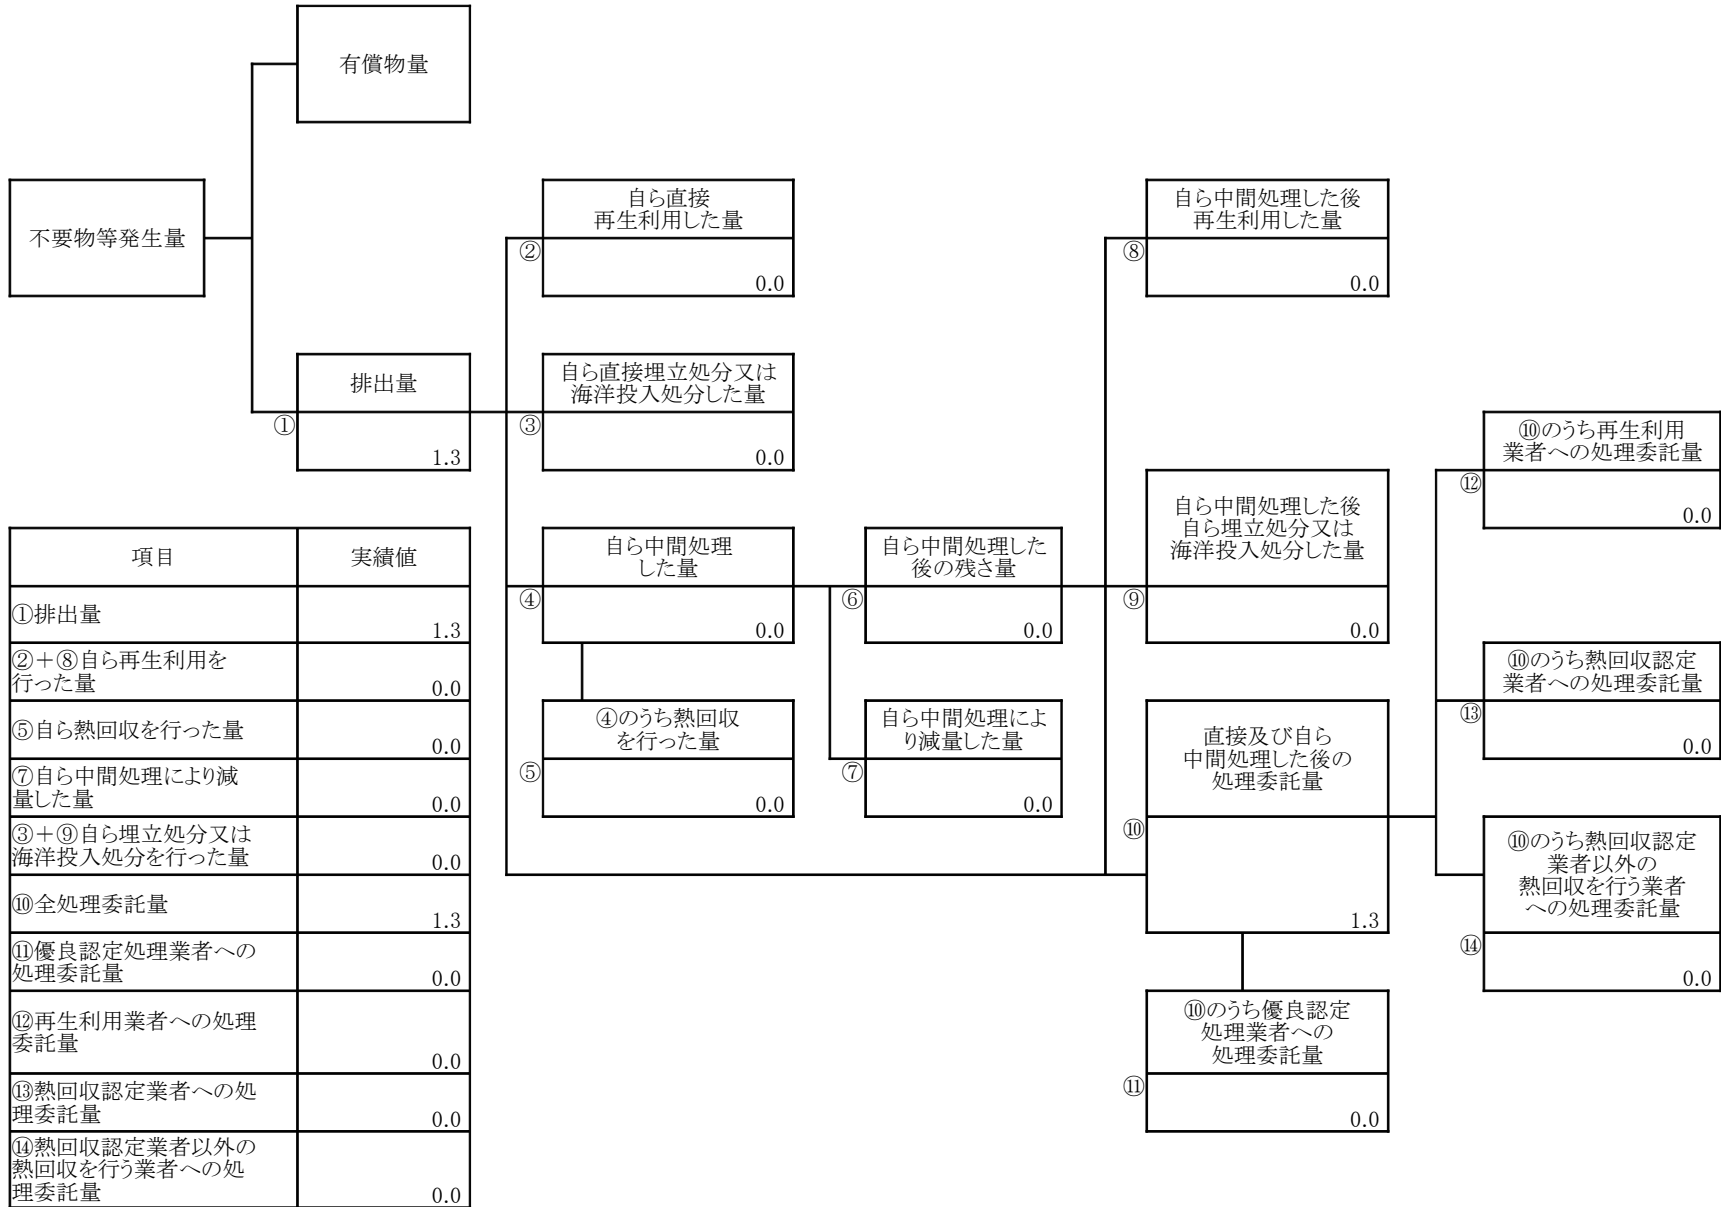 有償物量
不要物等発生量
自ら直接
再生利用した量
②
0.0
自ら中間処理した後
再生利用した量
⑧
0.0
排出量
①
1.3
自ら直接埋立処分又は
海洋投入処分した量
③
0.0
⑩のうち再生利用
業者への処理委託量
⑫
0.0
自ら中間処理
した量
④
0.0
自ら中間処理した
後の残さ量
⑥
0.0
自ら中間処理した後
自ら埋立処分又は
海洋投入処分した量
⑨
0.0
⑩のうち熱回収認定
業者への処理委託量
⑬
0.0
④のうち熱回収
を行った量
⑤
0.0
自ら中間処理によ
り減量した量
⑦
0.0
直接及び自ら
中間処理した後の
処理委託量
⑩
1.3
⑩のうち熱回収認定
業者以外の
熱回収を行う業者
への処理委託量
⑭
0.0
⑩のうち優良認定
処理業者への
処理委託量
⑪
0.0
項目 実績値
①排出量
1.3
②＋⑧自ら再生利用を
行った量
0.0
⑤自ら熱回収を行った量
0.0
⑦自ら中間処理により減
量した量
0.0
③＋⑨自ら埋立処分又は
海洋投入処分を行った量
0.0
⑩全処理委託量
1.3
⑪優良認定処理業者への
処理委託量
0.0
⑫再生利用業者への処理
委託量
0.0
⑬熱回収認定業者への処
理委託量
0.0
⑭熱回収認定業者以外の
熱回収を行う業者への処
理委託量
0.0